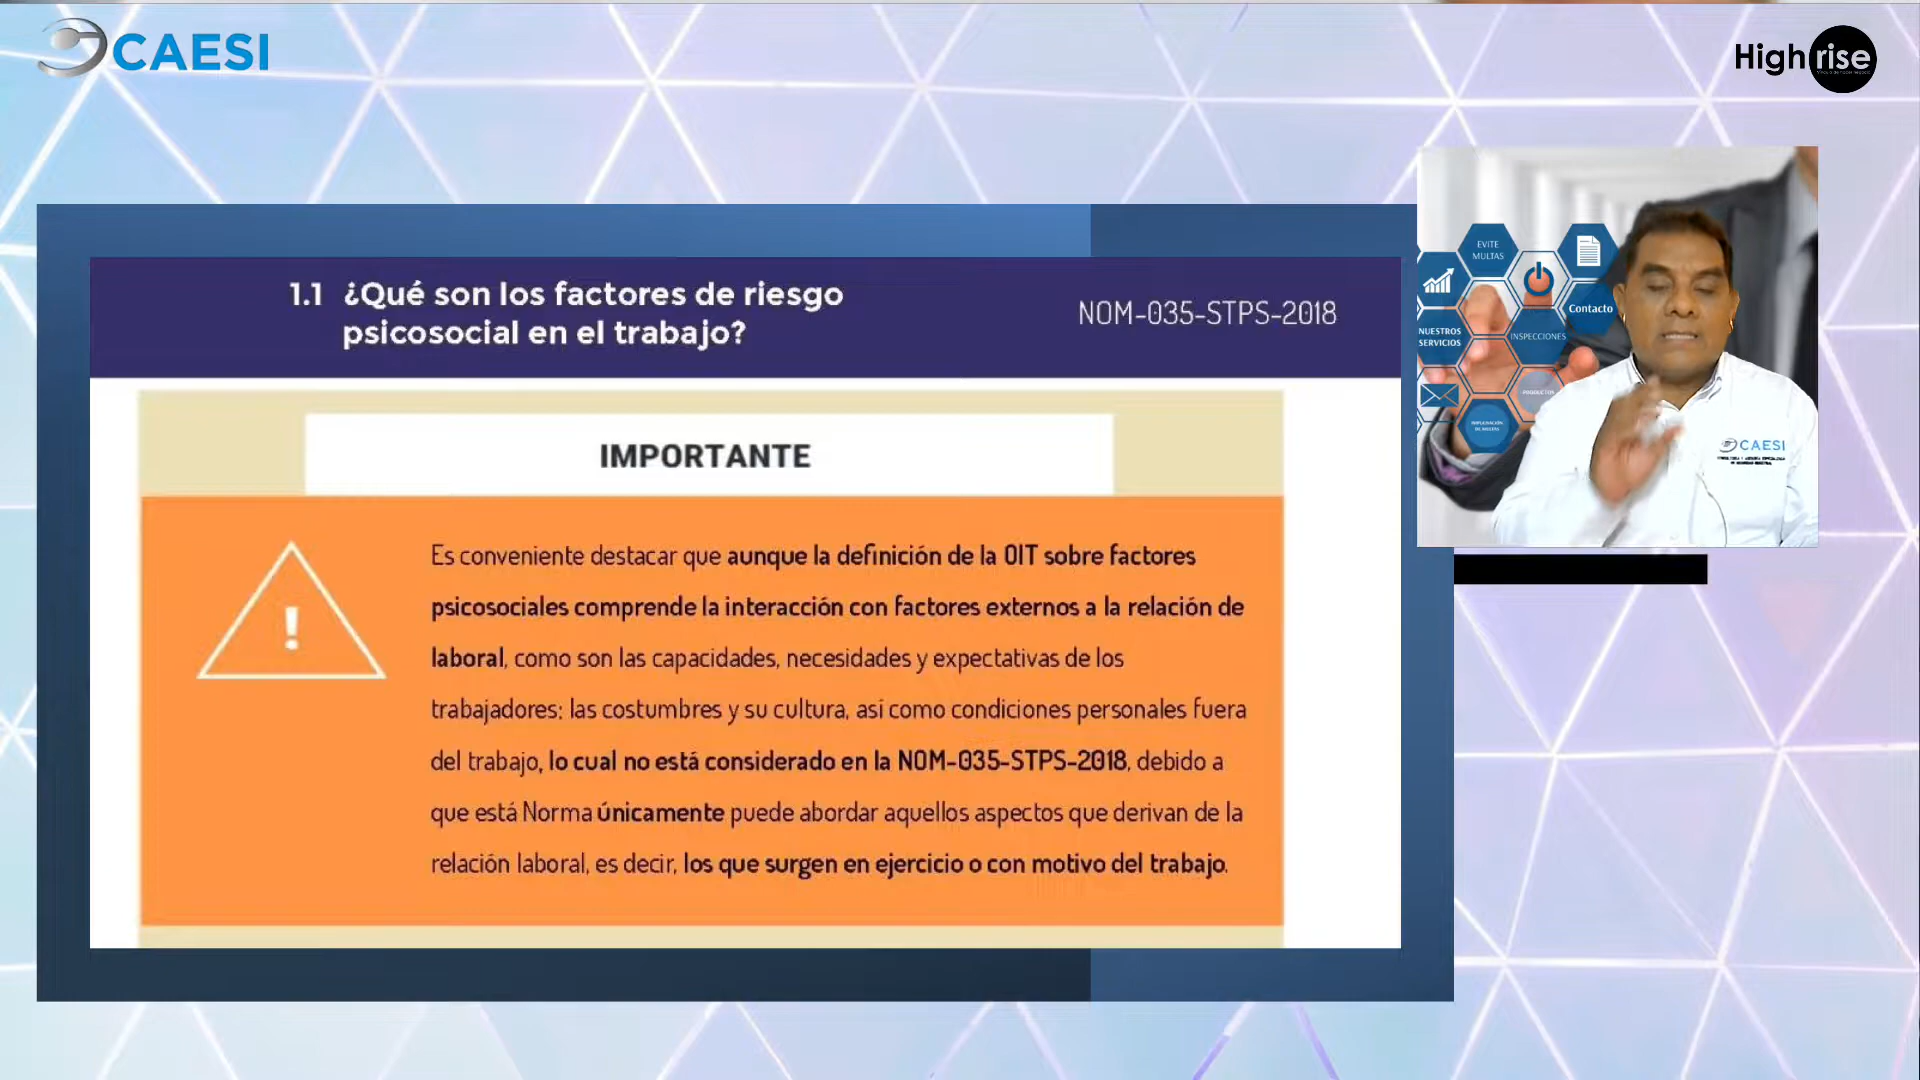 CAESI
High rise
1.1 ¿Qué son los factores de riesgo
psicosocial en el trabajo?
NOM-035-STPS-2018
IMPORTANTE
!
Es conveniente destacar que aunque la definición de la OIT sobre factores
psicosociales comprende la interacción con factores externos a la relación de
laboral, como son las capacidades, necesidades y expectativas de los
trabajadores; las costumbres y su cultura, así como condiciones personales fuera
del trabajo, lo cual no está considerado en la NOM-035-STPS-2018, debido a
que está Norma únicamente puede abordar aquellos aspectos que derivan de la
relación laboral, es decir, los que surgen en ejercicio o con motivo del trabajo.
EVITE
MULTAS
Contacto
NUESTROS
SERVICIOS
INSPECCIONES
PRODUCTOS
CAESI